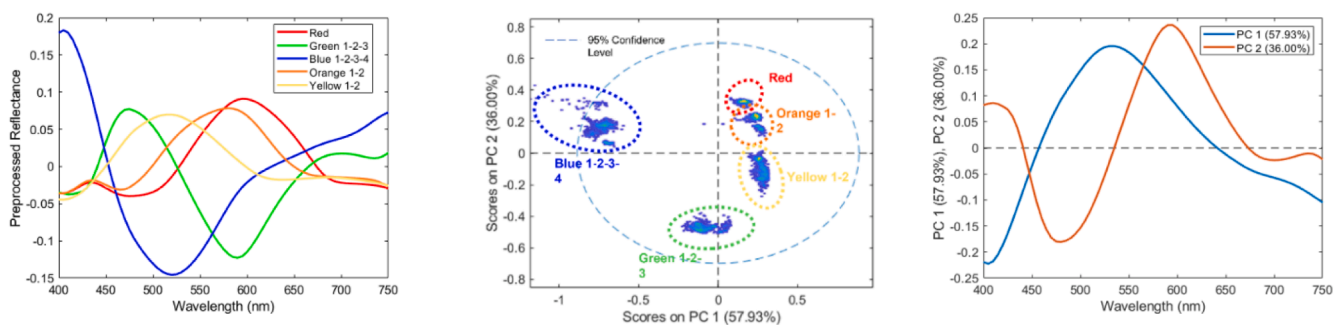 0.2
0.15
0.1
0.05
0
-0.05
-0.1
-0.15
Preprocessed Reflectance
Red
Green 1-2-3
Blue 1-2-3-4
Orange 1-2
Yellow 1-2
400 450 500 550 600 650 700 750
Wavelength (nm)
0.8
0.6
0.4
0.2
0
-0.2
-0.4
-0.6
-0.8
Scores on PC 2 (36.00%)
95% Confidence
Level
Red
Orange 1-
2
Blue 1-2-3-
4
Yellow 1-2
Green 1-2-
3
-1 -0.5 0 0.5
Scores on PC 1 (57.93%)
0.25
0.2
0.15
0.1
0.05
0
-0.05
-0.1
-0.15
-0.2
-0.25
PC 1 (57.93%), PC 2 (36.00%)
PC 1 (57.93%)
PC 2 (36.00%)
400 450 500 550 600 650 700 750
Wavelength (nm)